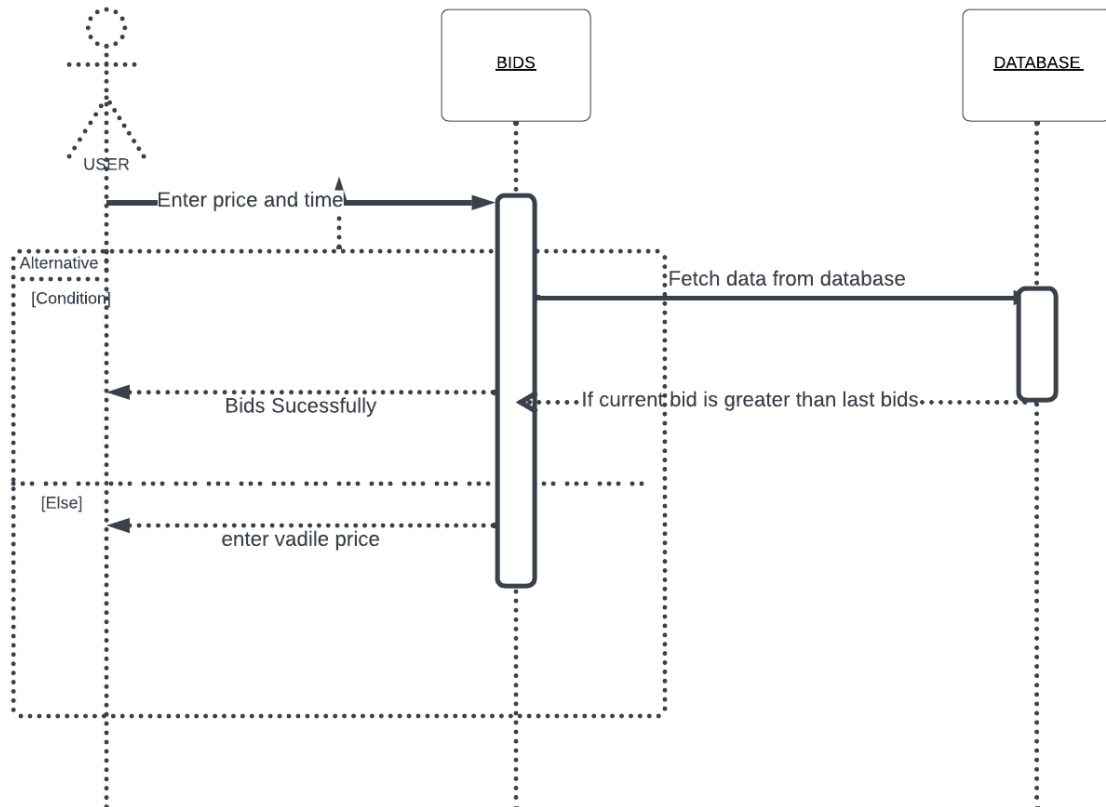 BIDS
DATABASE
USER
Enter price and time
Alternative
[Condition]
Fetch data from database
Bids Sucessfully
If current bid is greater than last bids
[Else]
enter vadile price